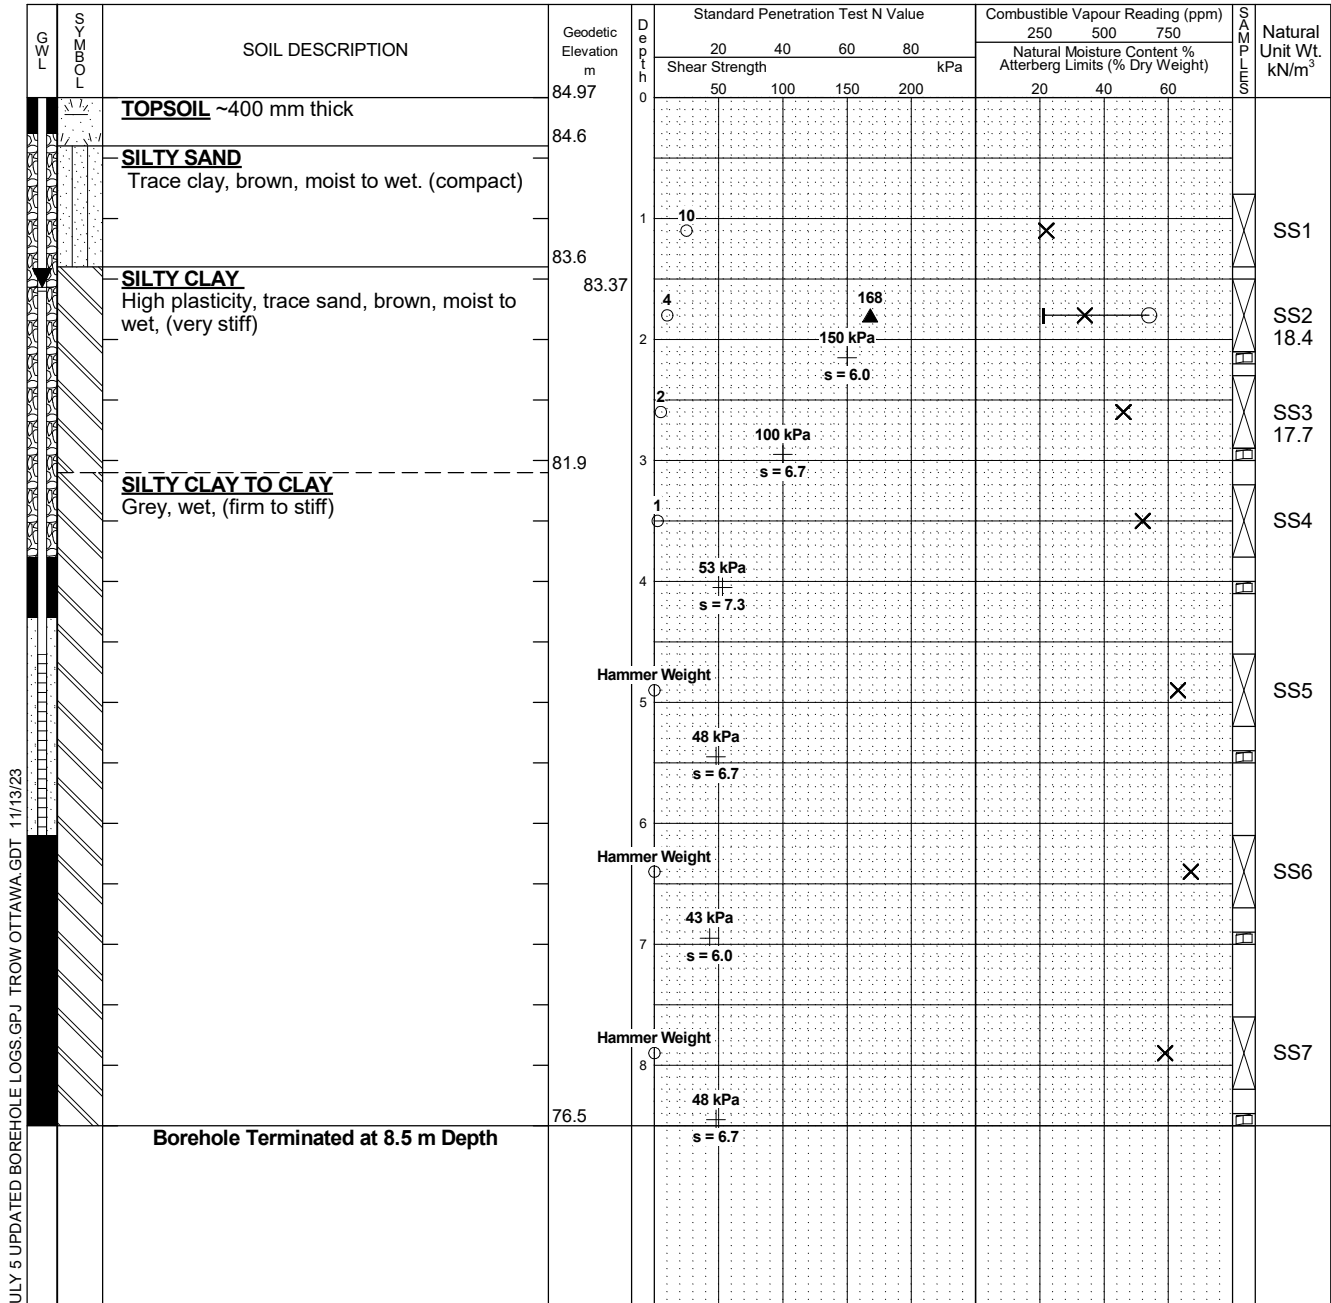 GWL
SYMBOL
SOIL DESCRIPTION
Geodetic
Elevation
m
Depth
Standard Penetration Test N Value
20 40 60 80
Shear Strength kPa
50 100 150 200
Combustible Vapour Reading (ppm)
250 500 750
Natural Moisture Content %
Atterberg Limits (% Dry Weight)
20 40 60
SAMPLES
Natural
Unit Wt.
kN/m³
84.97
0
TOPSOIL ~400 mm thick
84.6
SILTY SAND
Trace clay, brown, moist to wet. (compact)
1
10
SS1
83.6
SILTY CLAY
83.37
High plasticity, trace sand, brown, moist to
wet, (very stiff)
4
168
SS2
18.4
2
150 kPa
s = 6.0
2
SS3
17.7
100 kPa
81.9
3
s = 6.7
SILTY CLAY TO CLAY
Grey, wet, (firm to stiff)
1
SS4
53 kPa
4
s = 7.3
Hammer Weight
SS5
5
48 kPa
s = 6.7
6
Hammer Weight
SS6
43 kPa
7
s = 6.0
Hammer Weight
SS7
8
48 kPa
76.5
s = 6.7
Borehole Terminated at 8.5 m Depth
ULY 5 UPDATED BOREHOLE LOGS.GPJ TROW OTTAWA.GDT 11/13/23